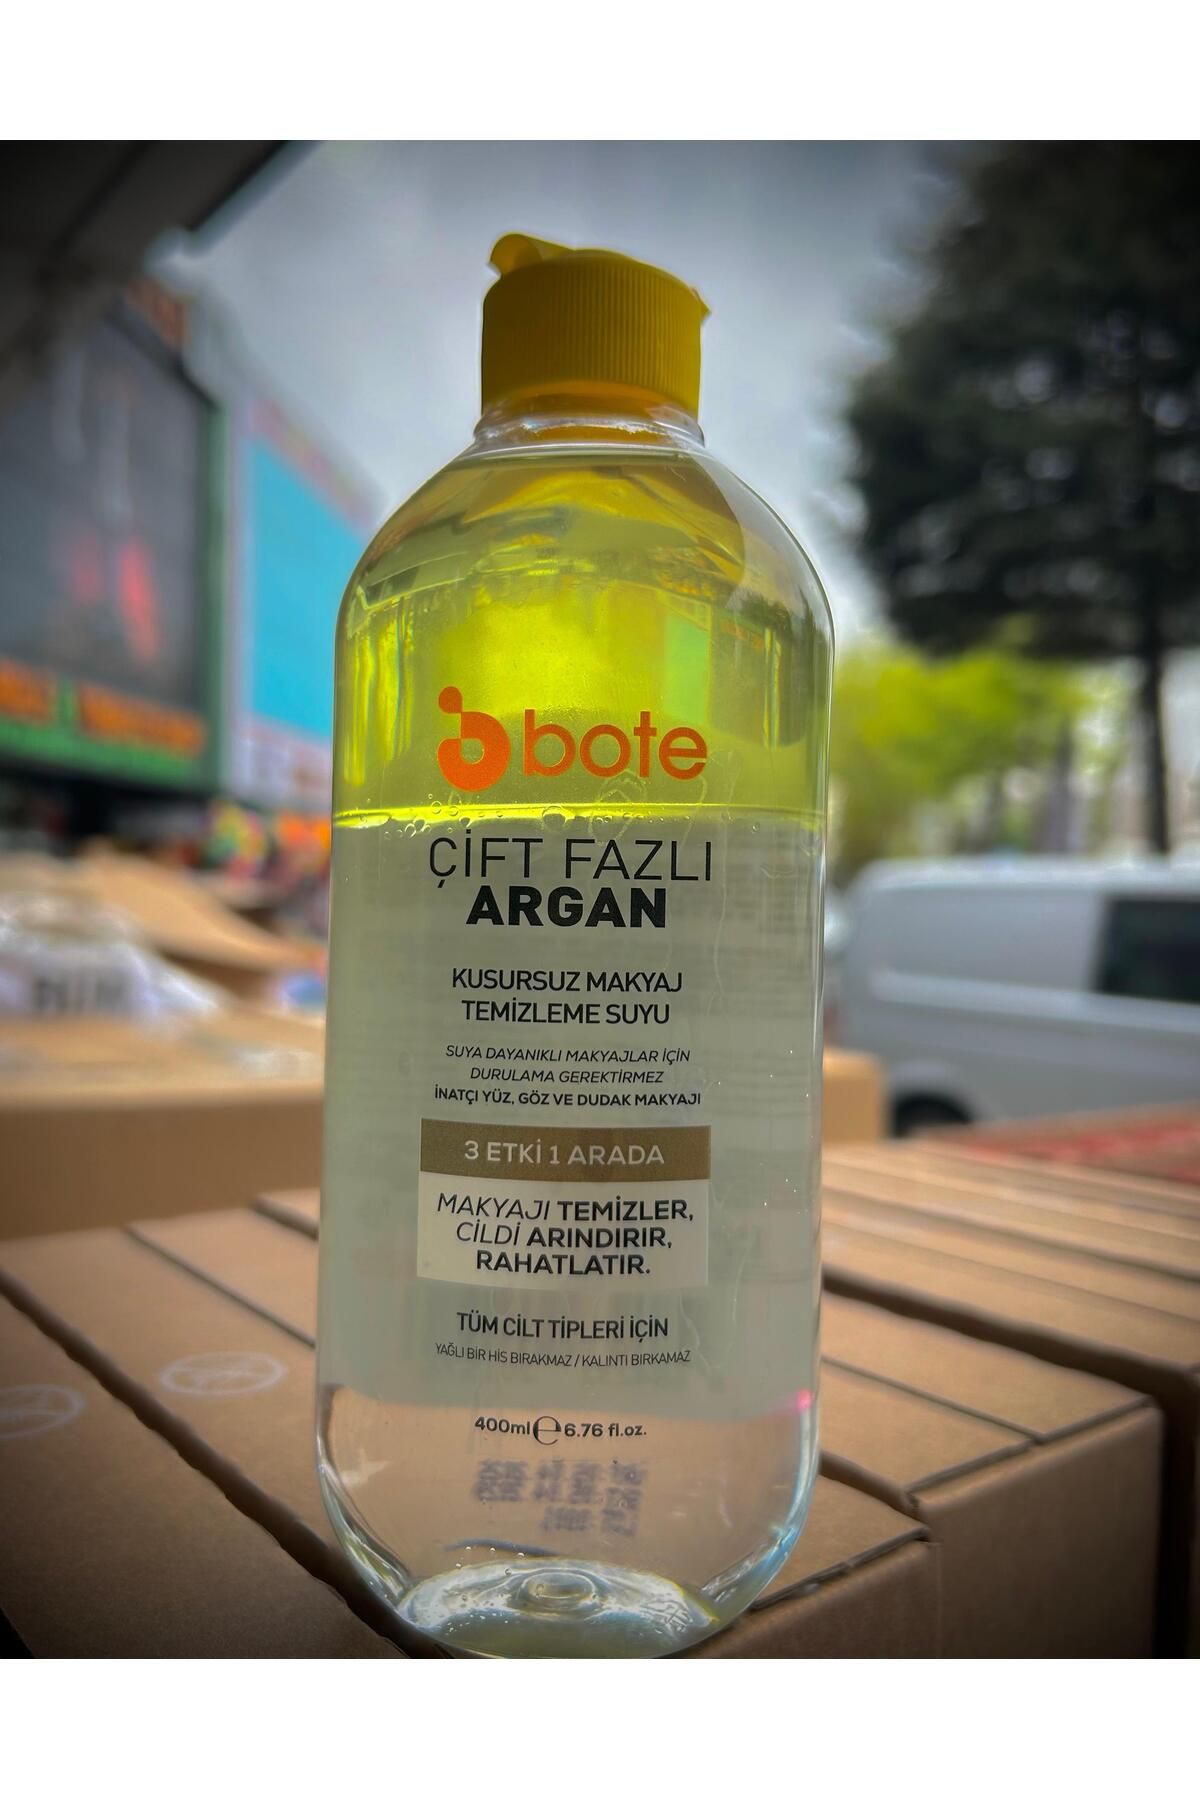 bote
ÇİFT FAZLI
ARGAN
KUSURSUZ MAKYAJ
TEMİZLEME SUYU
SUYA DAYANIKLI MAKYAJLAR İÇİN
DURULAMA GEREKTİRMEZ
İNATÇI YÜZ, GÖZ VE DUDAK MAKYAJI
3 ETKİ 1 ARADA
MAKYAJI TEMİZLER,
CİLDİ ARINDIRIR,
RAHATLATIR.
TÜM CİLT TİPLERİ İÇİN
YAĞLI BİR HİS BIRAKMAZ / KALINTI BIRKAMAZ
400ml ℮ 6.76 fl.oz.